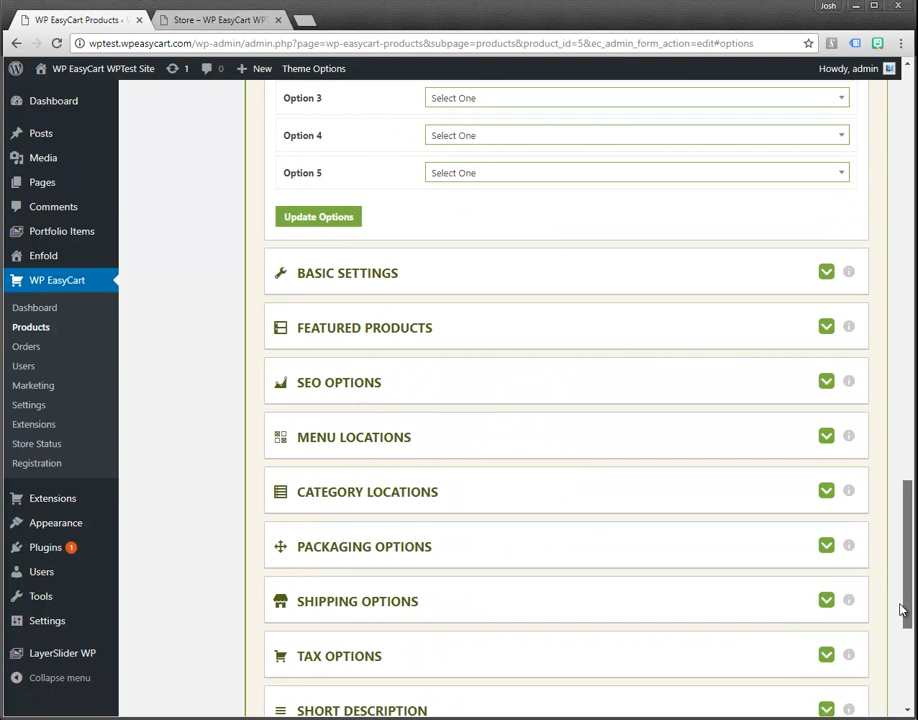 Josh
WP EasyCart Products ‹ W
Store – WP EasyCart WPT
wptest.wpeasycart.com/wp-admin/admin.php?page=wp-easycart-products&subpage=products&product_id=5&ec_admin_form_action=edit#options
WP EasyCart WPTest Site 1 0 New Theme Options Howdy, admin
Dashboard
Posts
Media
Pages
Comments
Portfolio Items
Enfold
WP EasyCart
Dashboard
Products
Orders
Users
Marketing
Settings
Extensions
Store Status
Registration
Extensions
Appearance
Plugins 1
Users
Tools
Settings
LayerSlider WP
Collapse menu
Option 3 Select One
Option 4 Select One
Option 5 Select One
Update Options
BASIC SETTINGS
FEATURED PRODUCTS
SEO OPTIONS
MENU LOCATIONS
CATEGORY LOCATIONS
PACKAGING OPTIONS
SHIPPING OPTIONS
TAX OPTIONS
SHORT DESCRIPTION